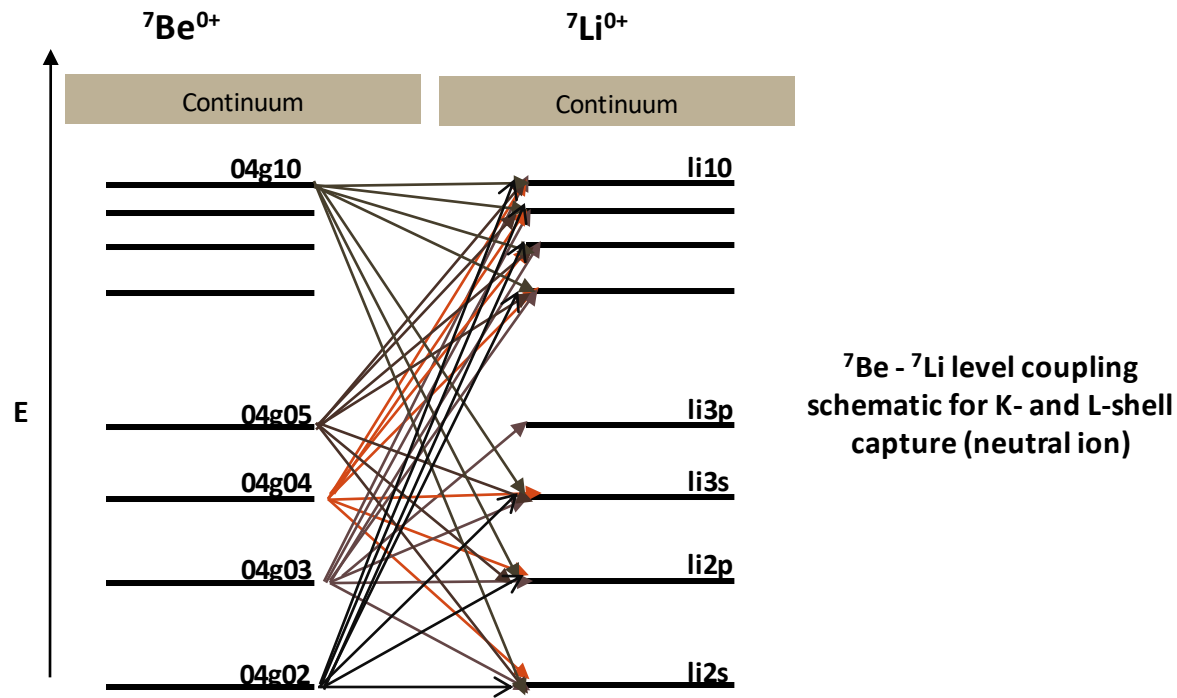 ⁷Be⁰⁺
⁷Li⁰⁺
Continuum
Continuum
04g10
li10
E
04g05
li3p
04g04
li3s
04g03
li2p
04g02
li2s
⁷Be - ⁷Li level coupling
schematic for K- and L-shell
capture (neutral ion)